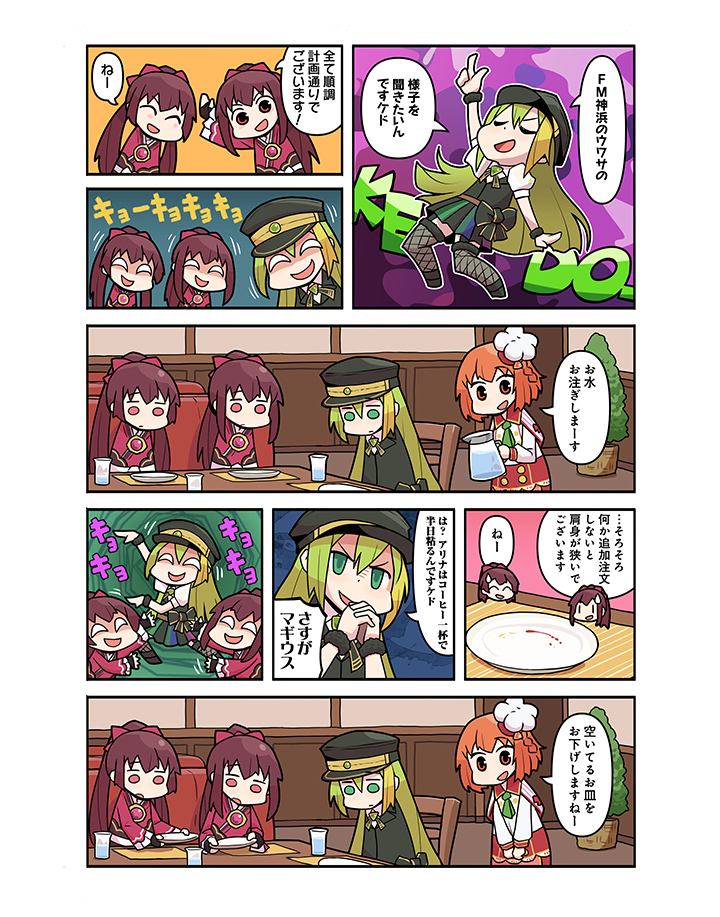 FM神浜のウワサの
様子を
聞きたいん
ですケド
KEDO.
全て順調
計画通りで
ございます!
ねー
キョーキョキョキョ
お水
お注ぎしまーす
…そろそろ
何か追加注文
しないと
肩身が狭いで
ございます
ねー
は? アリナはコーヒー一杯で
半日粘るんですケド
さすが
マギウス
キョ
キョ
キョ
キョ
空いてるお皿を
お下げしますねー